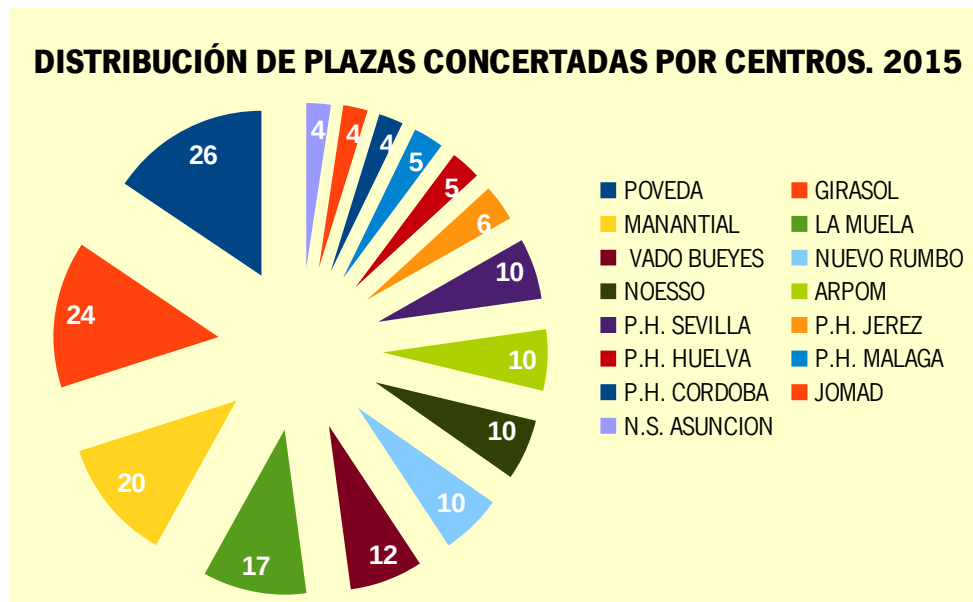 DISTRIBUCIÓN DE PLAZAS CONCERTADAS POR CENTROS. 2015
4
4
4
5
5
6
10
10
10
10
12
17
20
24
26
POVEDA GIRASOL
MANANTIAL LA MUELA
VADO BUEYES NUEVO RUMBO
NOESSO ARPOM
P.H. SEVILLA P.H. JEREZ
P.H. HUELVA P.H. MALAGA
P.H. CORDOBA JOMAD
N.S. ASUNCION